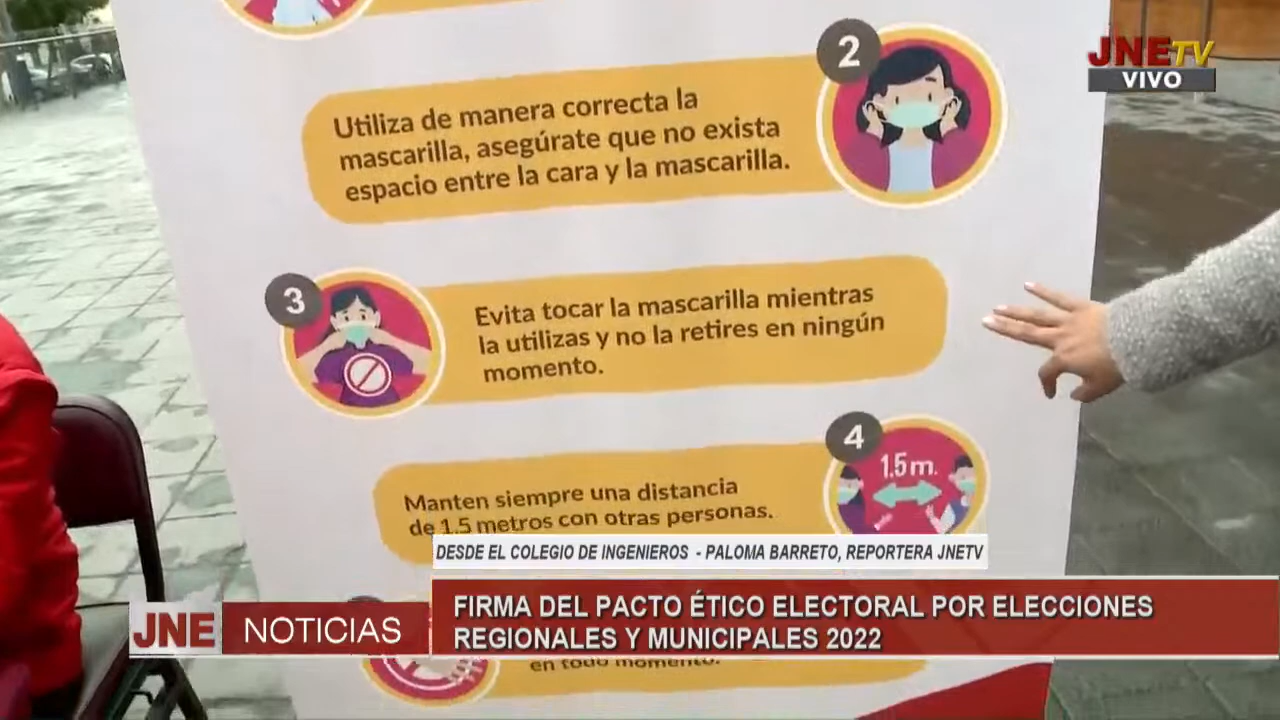 JNETV
VIVO
2
Utiliza de manera correcta la
mascarilla, asegúrate que no exista
espacio entre la cara y la mascarilla.
3
Evita tocar la mascarilla mientras
la utilizas y no la retires en ningún
momento.
4
1.5 m.
Manten siempre una distancia
de 1.5 metros con otras personas.
DESDE EL COLEGIO DE INGENIEROS - PALOMA BARRETO, REPORTERA JNETV
JNE NOTICIAS
FIRMA DEL PACTO ÉTICO ELECTORAL POR ELECCIONES
REGIONALES Y MUNICIPALES 2022
en todo momento.